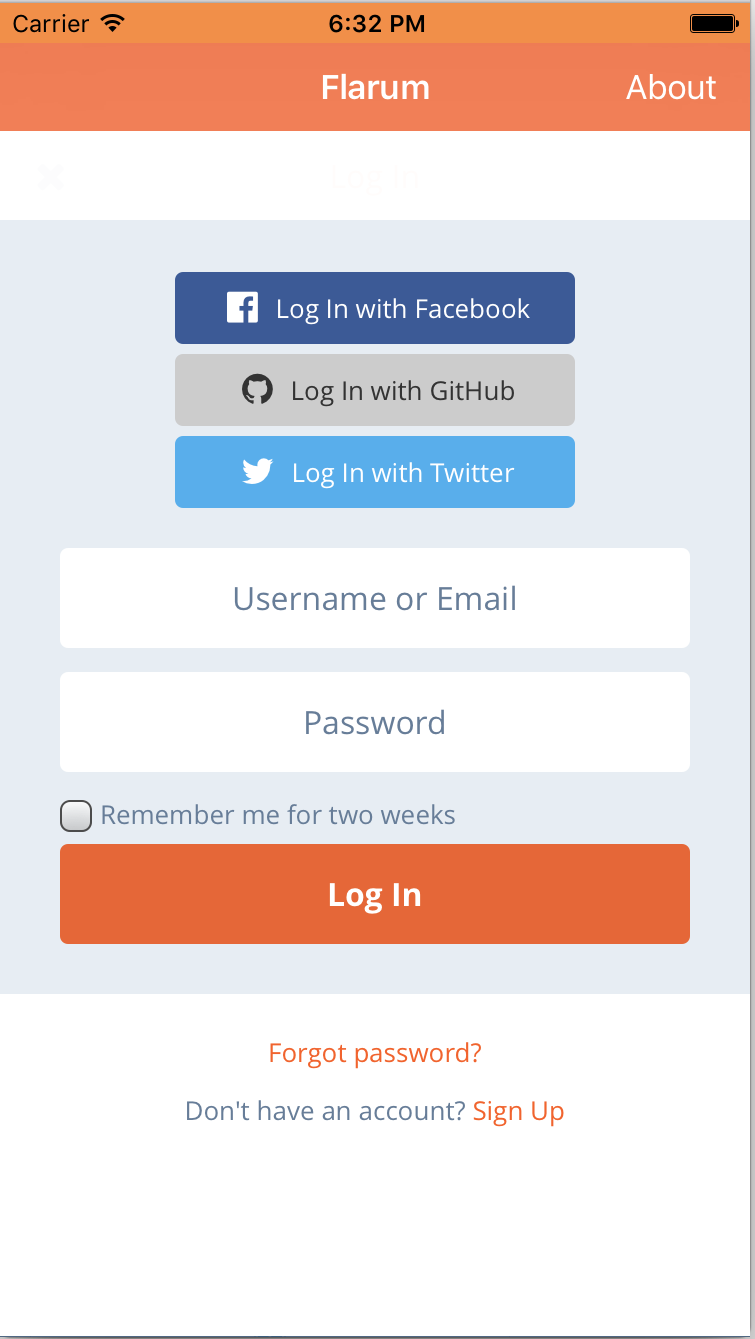 Carrier 6:32 PM
Flarum About
Log In
Log In with Facebook
Log In with GitHub
Log In with Twitter
Username or Email
Password
Remember me for two weeks
Log In
Forgot password?
Don't have an account? Sign Up